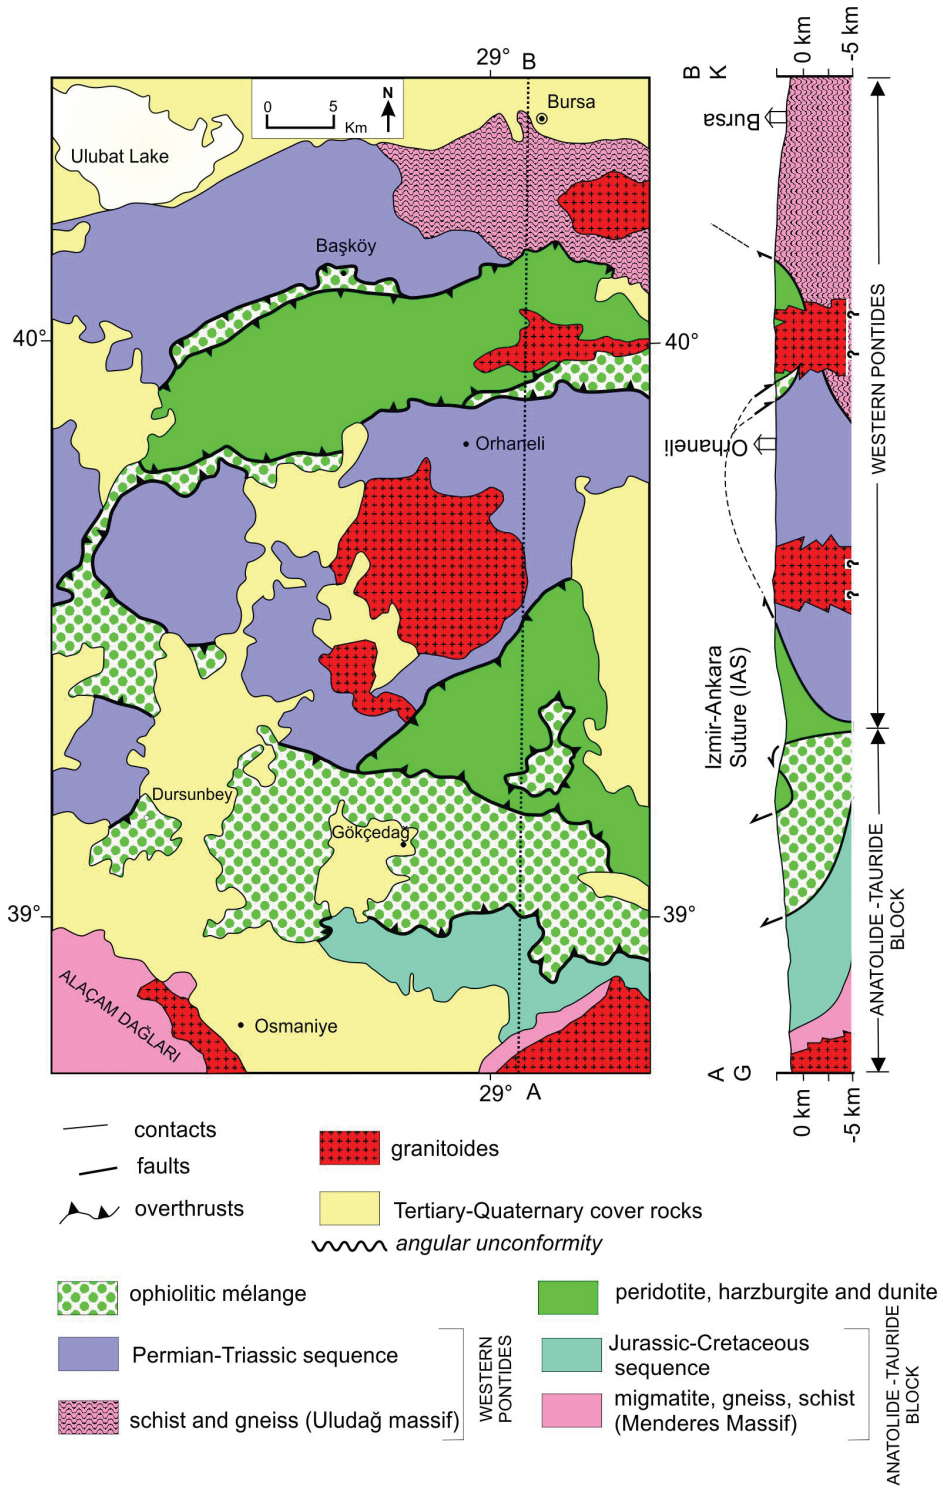 29°
B
B
K
0 km
-5 km
0
5
Km
N
Bursa
Bursa
Ulubat Lake
Başköy
40°
40°
?
?
WESTERN PONTIDES
Orhaneli
Orhaneli
?
?
Izmir-Ankara
Suture (IAS)
Dursunbey
Gökçedağ
39°
39°
ANATOLIDE -TAURIDE
BLOCK
ALAÇAM DAĞLARI
Osmaniye
29°
A
A
G
0 km
-5 km
contacts
faults
overthrusts
granitoides
Tertiary-Quaternary cover rocks
angular unconformity
ophiolitic mélange
peridotite, harzburgite and dunite
Permian-Triassic sequence
Jurassic-Cretaceous
sequence
schist and gneiss (Uludağ massif)
migmatite, gneiss, schist
(Menderes Massif)
WESTERN
PONTIDES
ANATOLIDE -TAURIDE
BLOCK